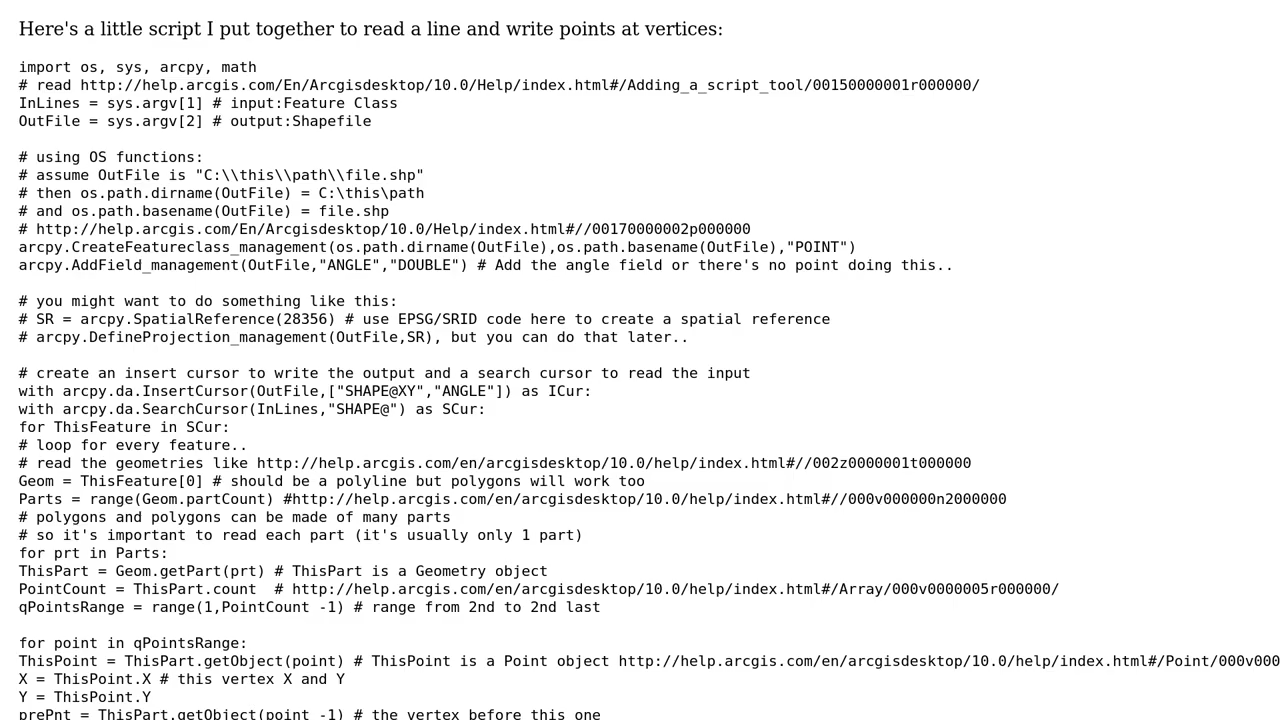 Here's a little script I put together to read a line and write points at vertices:
import os, sys, arcpy, math
# read http://help.arcgis.com/En/Arcgisdesktop/10.0/Help/index.html#/Adding_a_script_tool/00150000001r000000/
InLines = sys.argv[1] # input:Feature Class
OutFile = sys.argv[2] # output:Shapefile
# using OS functions:
# assume OutFile is "C:\\this\\path\\file.shp"
# then os.path.dirname(OutFile) = C:\this\path
# and os.path.basename(OutFile) = file.shp
# http://help.arcgis.com/En/Arcgisdesktop/10.0/Help/index.html#//00170000002p000000
arcpy.CreateFeatureclass_management(os.path.dirname(OutFile),os.path.basename(OutFile),"POINT")
arcpy.AddField_management(OutFile,"ANGLE","DOUBLE") # Add the angle field or there's no point doing this..
# you might want to do something like this:
# SR = arcpy.SpatialReference(28356) # use EPSG/SRID code here to create a spatial reference
# arcpy.DefineProjection_management(OutFile,SR), but you can do that later..
# create an insert cursor to write the output and a search cursor to read the input
with arcpy.da.InsertCursor(OutFile,["SHAPE@XY","ANGLE"]) as ICur:
with arcpy.da.SearchCursor(InLines,"SHAPE@") as SCur:
for ThisFeature in SCur:
# loop for every feature..
# read the geometries like http://help.arcgis.com/en/arcgisdesktop/10.0/help/index.html#//002z0000001t000000
Geom = ThisFeature[0] # should be a polyline but polygons will work too
Parts = range(Geom.partCount) #http://help.arcgis.com/en/arcgisdesktop/10.0/help/index.html#//000v000000n2000000
# polygons and polygons can be made of many parts
# so it's important to read each part (it's usually only 1 part)
for prt in Parts:
ThisPart = Geom.getPart(prt) # ThisPart is a Geometry object
PointCount = ThisPart.count  # http://help.arcgis.com/en/arcgisdesktop/10.0/help/index.html#/Array/000v0000005r000000/
qPointsRange = range(1,PointCount -1) # range from 2nd to 2nd last
for point in qPointsRange:
ThisPoint = ThisPart.getObject(point) # ThisPoint is a Point object http://help.arcgis.com/en/arcgisdesktop/10.0/help/index.html#/Point/000v000
X = ThisPoint.X # this vertex X and Y
Y = ThisPoint.Y
prePnt = ThisPart.getObject(point -1) # the vertex before this one